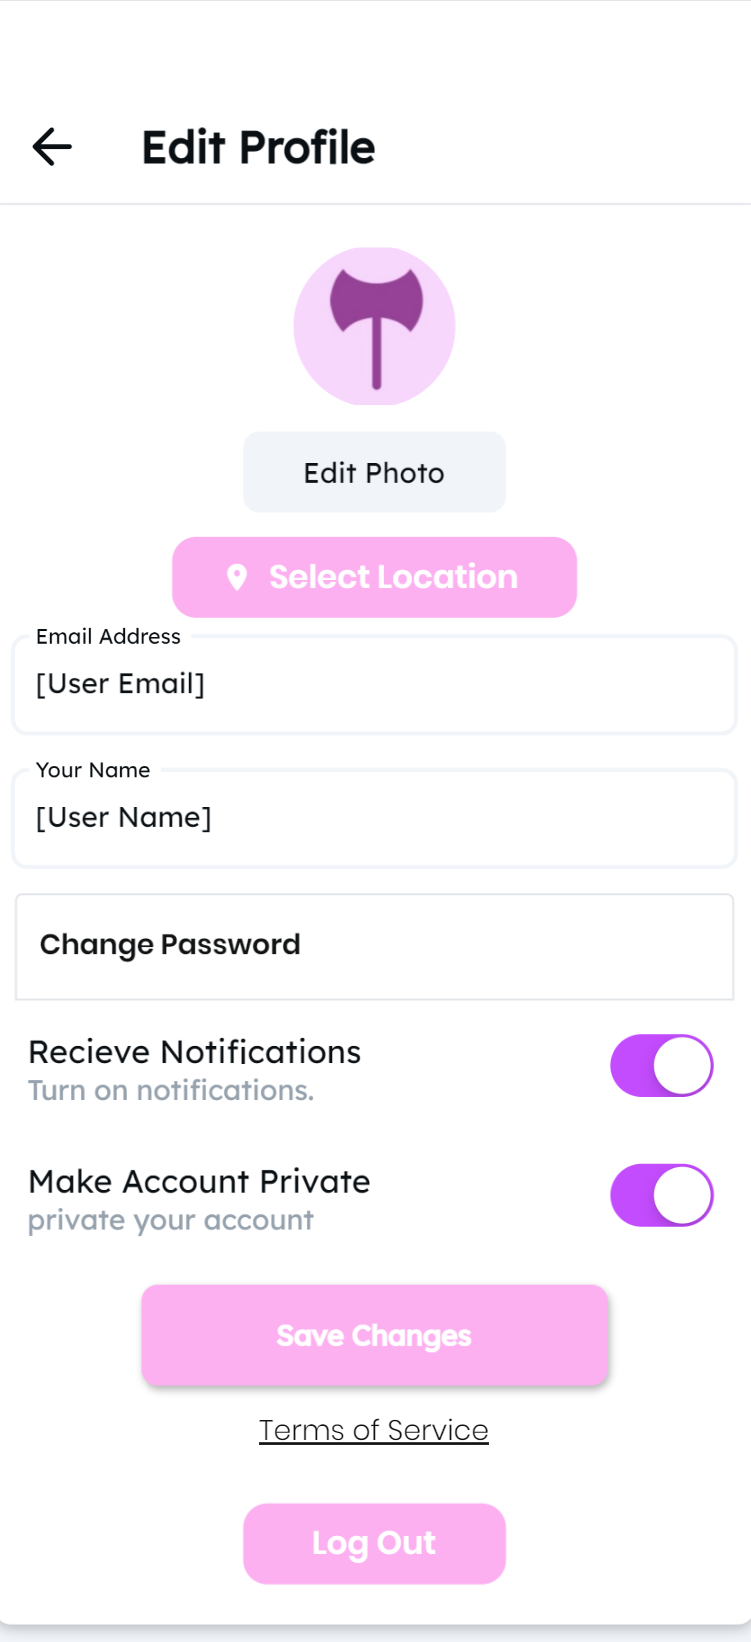 Edit Profile
Edit Photo
Select Location
Email Address
[User Email]
Your Name
[User Name]
Change Password
Recieve Notifications
Turn on notifications.
Make Account Private
private your account
Save Changes
Terms of Service
Log Out